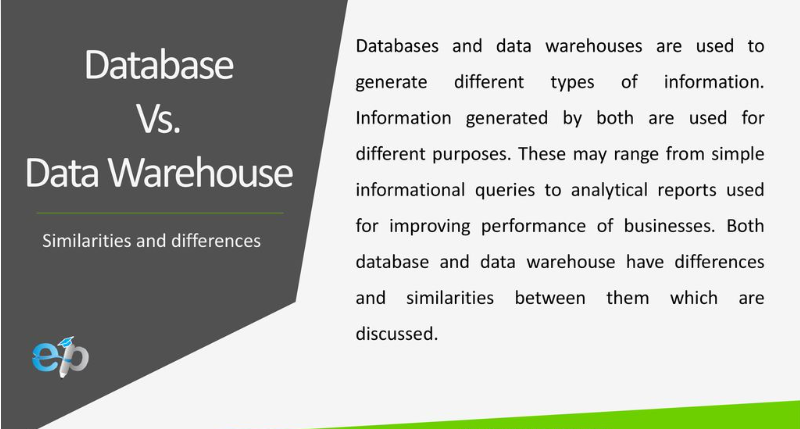 Database
Vs.
Data Warehouse
Similarities and differences
ep
Databases and data warehouses are used to
generate different types of information.
Information generated by both are used for
different purposes. These may range from simple
informational queries to analytical reports used
for improving performance of businesses. Both
database and data warehouse have differences
and similarities between them which are
discussed.